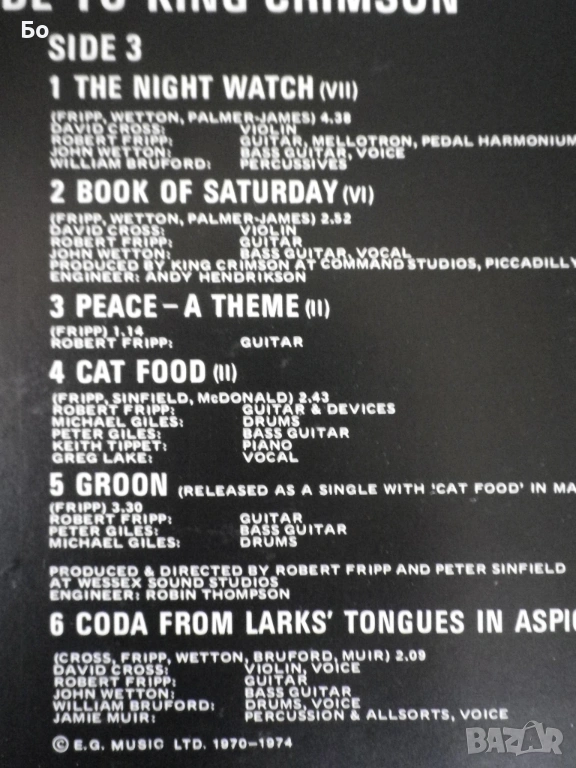 Бо
DE TO KING CRIMSON
SIDE 3
1 THE NIGHT WATCH (VII)
(FRIPP, WETTON, PALMER-JAMES) 4.38
DAVID CROSS: VIOLIN
ROBERT FRIPP: GUITAR, MELLOTRON, PEDAL HARMONIUM
JOHN WETTON: BASS GUITAR, VOICE
WILLIAM BRUFORD: PERCUSSIVES
2 BOOK OF SATURDAY (VI)
(FRIPP, WETTON, PALMER-JAMES) 2.52
DAVID CROSS: VIOLIN
ROBERT FRIPP: GUITAR
JOHN WETTON: BASS GUITAR, VOCAL
PRODUCED BY KING CRIMSON AT COMMAND STUDIOS, PICCADILLY
ENGINEER: ANDY HENDRIKSON
3 PEACE – A THEME (II)
(FRIPP) 1.14
ROBERT FRIPP: GUITAR
4 CAT FOOD (II)
(FRIPP, SINFIELD, McDONALD) 2.43
ROBERT FRIPP: GUITAR & DEVICES
MICHAEL GILES: DRUMS
PETER GILES: BASS GUITAR
KEITH TIPPET: PIANO
GREG LAKE: VOCAL
5 GROON (RELEASED AS A SINGLE WITH 'CAT FOOD' IN MA
(FRIPP) 3.30
ROBERT FRIPP: GUITAR
PETER GILES: BASS GUITAR
MICHAEL GILES: DRUMS
PRODUCED & DIRECTED BY ROBERT FRIPP AND PETER SINFIELD
AT WESSEX SOUND STUDIOS
ENGINEER: ROBIN THOMPSON
6 CODA FROM LARKS' TONGUES IN ASPIC
(CROSS, FRIPP, WETTON, BRUFORD, MUIR) 2.09
DAVID CROSS: VIOLIN, VOICE
ROBERT FRIPP: GUITAR
JOHN WETTON: BASS GUITAR
WILLIAM BRUFORD: DRUMS, VOICE
JAMIE MUIR: PERCUSSION & ALLSORTS, VOICE
© E.G. MUSIC LTD. 1970-1974
BAZAR